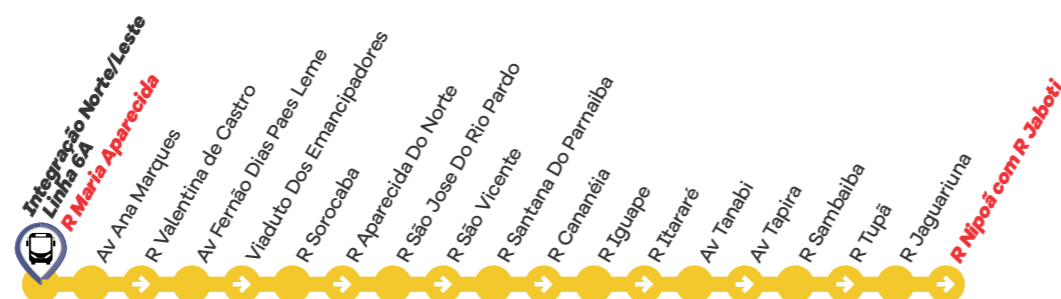 Integração Norte/Leste
Linha 6A
R Maria Aparecida
Av Ana Marques
R Valentina de Castro
Av Fernão Dias Paes Leme
Viaduto Dos Emancipadores
R Sorocaba
R Aparecida Do Norte
R São Jose Do Rio Pardo
R São Vicente
R Santana Do Parnaiba
R Cananéia
R Iguape
R Itararé
Av Tanabi
Av Tapira
R Sambaiba
R Tupã
R Jaguariuna
R Nipoá com R Jaboti